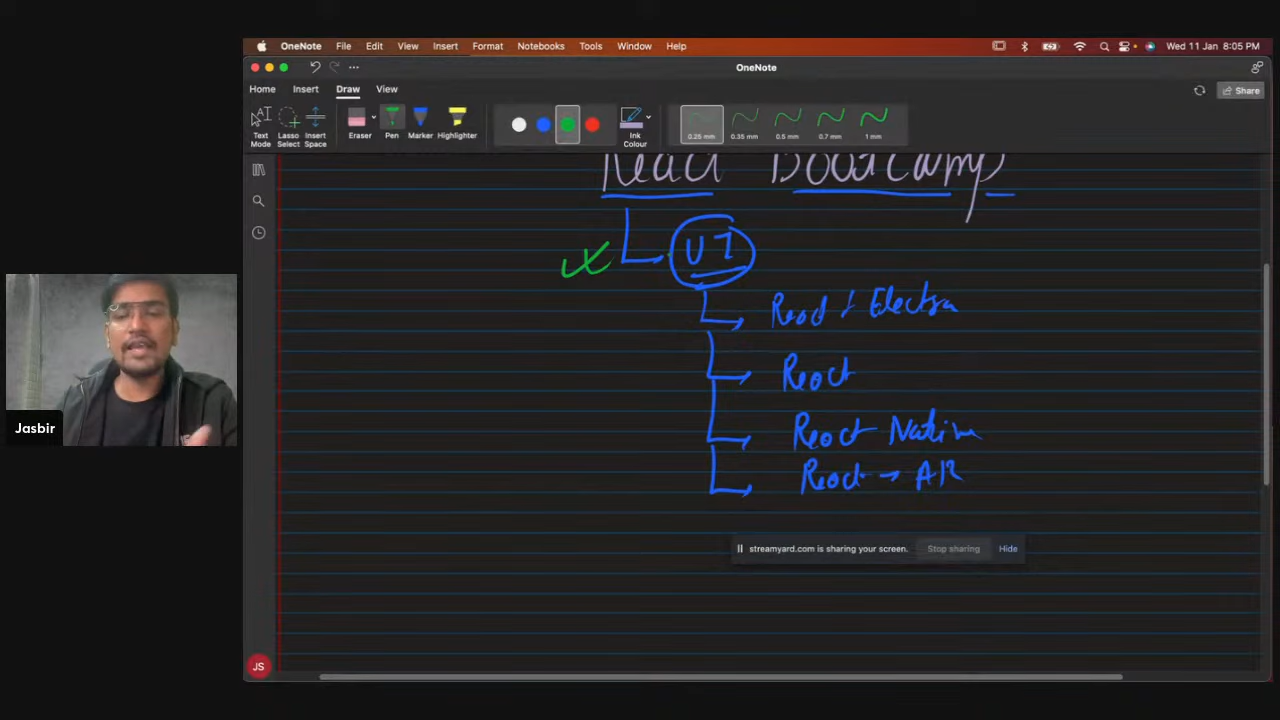 OneNote File Edit View Insert Format Notebooks Tools Window Help Wed 11 Jan 8:05 PM
OneNote
Home Insert Draw View Share
Text Mode Lasso Select Insert Space Eraser Pen Marker Highlighter Ink Colour 0.25 mm 0.35 mm 0.5 mm 0.7 mm 1 mm
React Bootcamp
UI
React + Electron
React
React Native
Jasbir
React → AR
streamyard.com is sharing your screen. Stop sharing Hide
JS